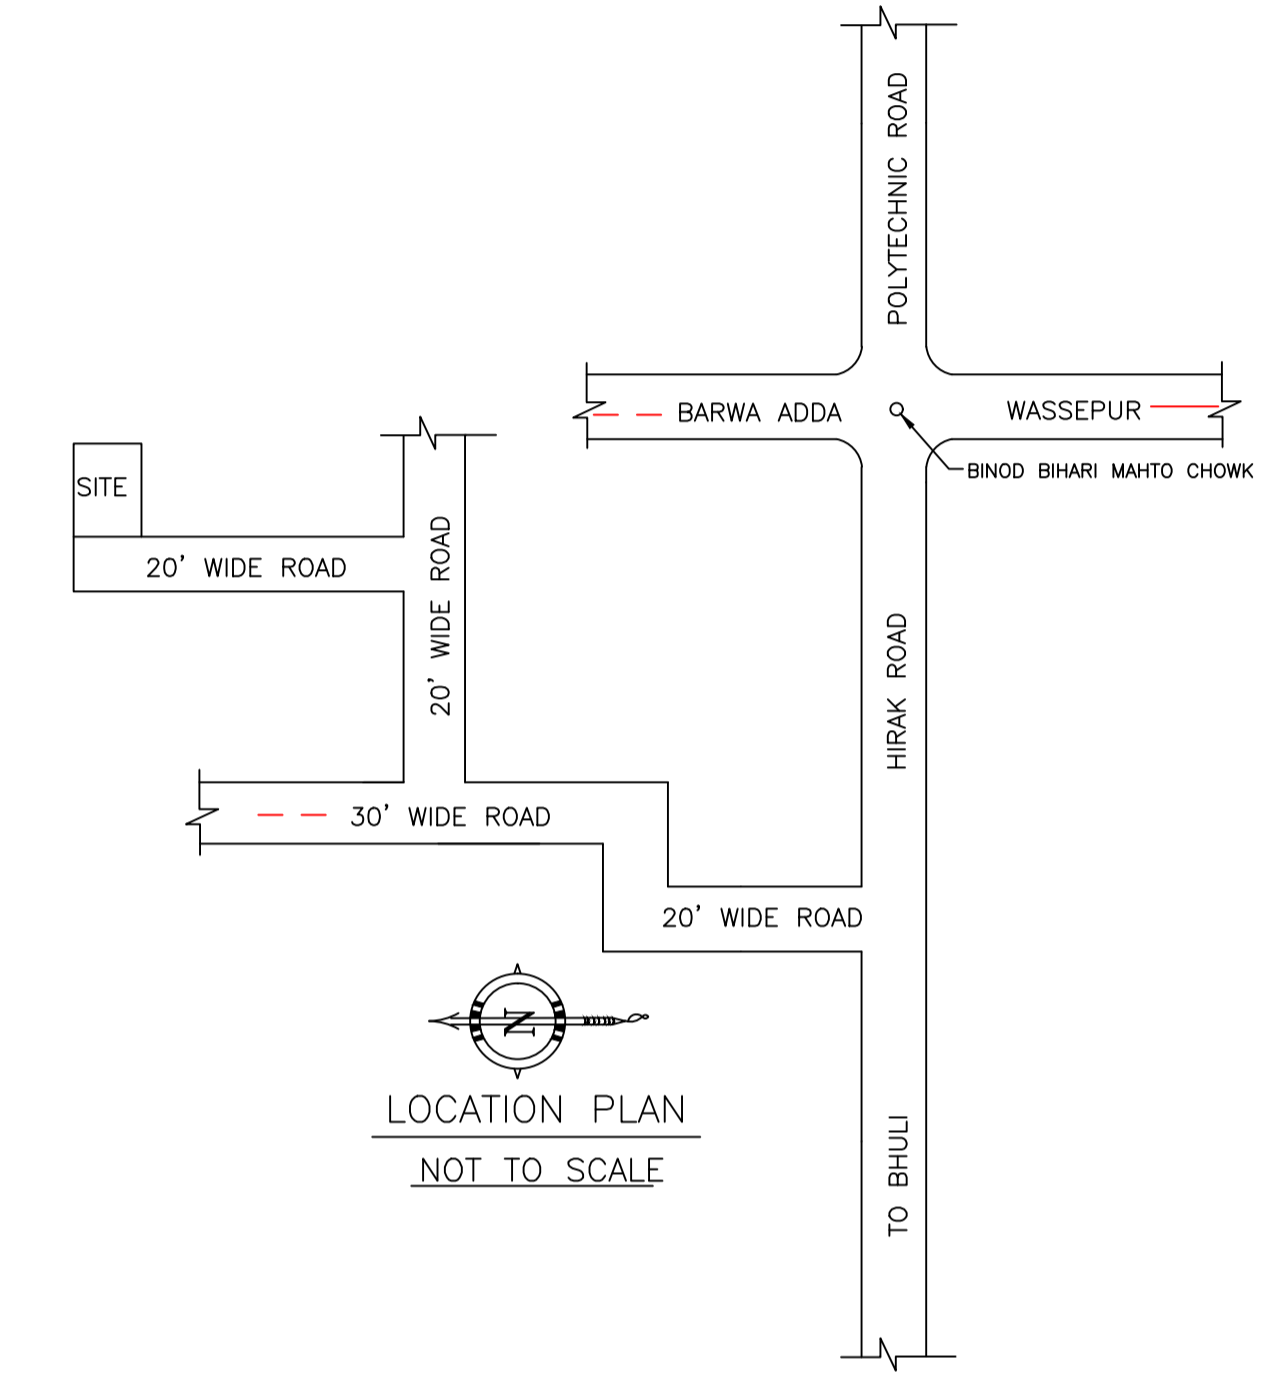 POLYTECHNIC ROAD
BARWA ADDA
WASSEPUR
BINOD BIHARI MAHTO CHOWK
SITE
20' WIDE ROAD
20' WIDE ROAD
HIRAK ROAD
30' WIDE ROAD
20' WIDE ROAD
N
LOCATION PLAN
NOT TO SCALE
TO BHULI